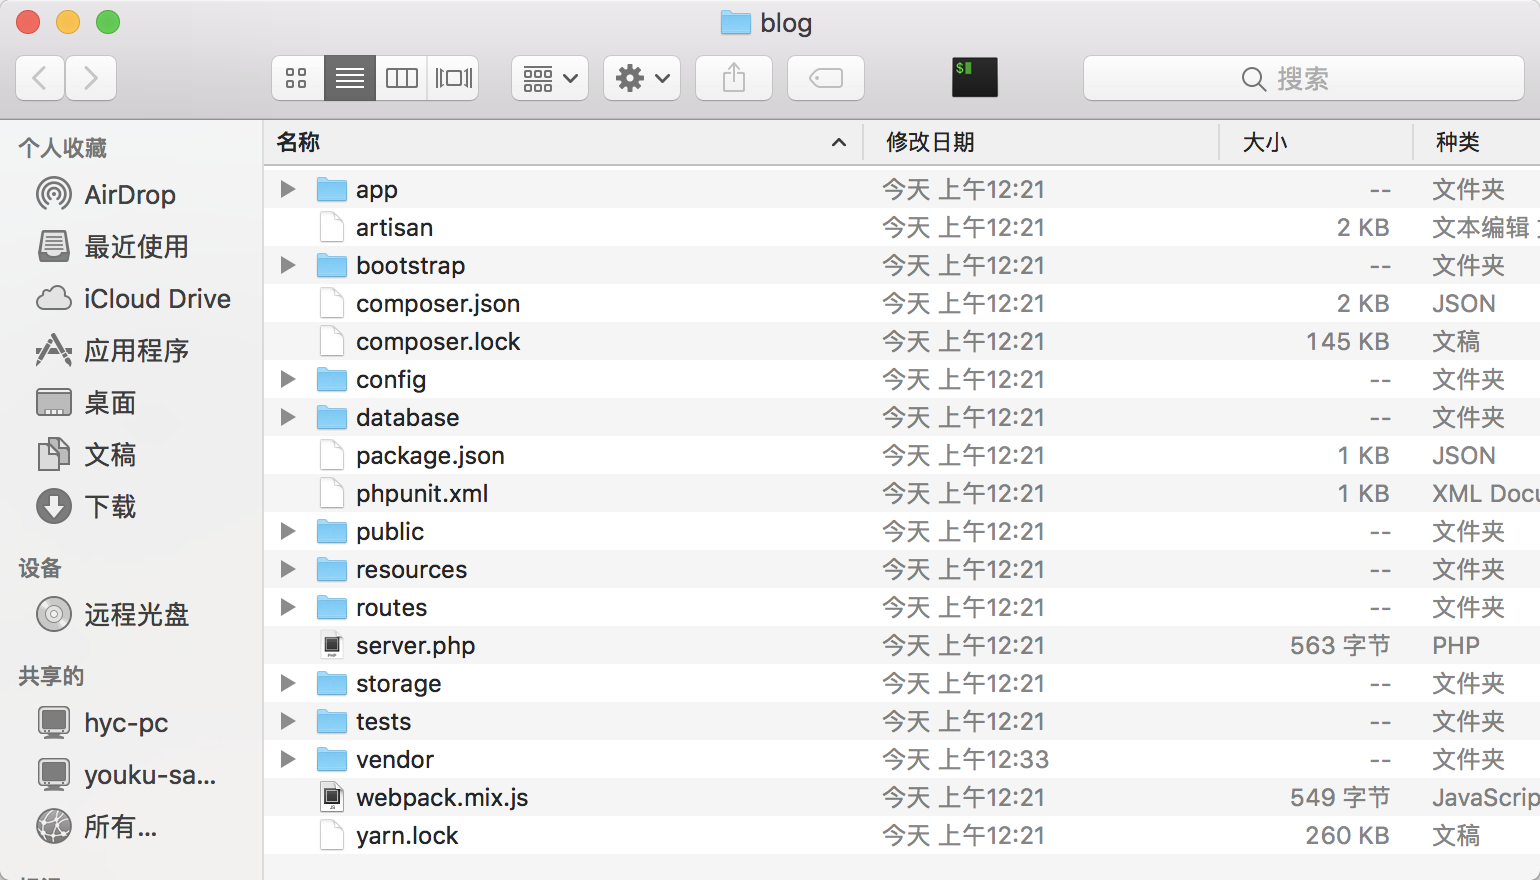 blog
$
搜索
名称 修改日期 大小 种类
个人收藏
AirDrop
最近使用
iCloud Drive
应用程序
桌面
文稿
下载
设备
远程光盘
共享的
hyc-pc
youku-sa...
所有...
app 今天 上午12:21 -- 文件夹
artisan 今天 上午12:21 2 KB 文本编辑
bootstrap 今天 上午12:21 -- 文件夹
composer.json 今天 上午12:21 2 KB JSON
composer.lock 今天 上午12:21 145 KB 文稿
config 今天 上午12:21 -- 文件夹
database 今天 上午12:21 -- 文件夹
package.json 今天 上午12:21 1 KB JSON
phpunit.xml 今天 上午12:21 1 KB XML Docu
public 今天 上午12:21 -- 文件夹
resources 今天 上午12:21 -- 文件夹
routes 今天 上午12:21 -- 文件夹
server.php 今天 上午12:21 563 字节 PHP
storage 今天 上午12:21 -- 文件夹
tests 今天 上午12:21 -- 文件夹
vendor 今天 上午12:33 -- 文件夹
webpack.mix.js 今天 上午12:21 549 字节 JavaScrip
yarn.lock 今天 上午12:21 260 KB 文稿